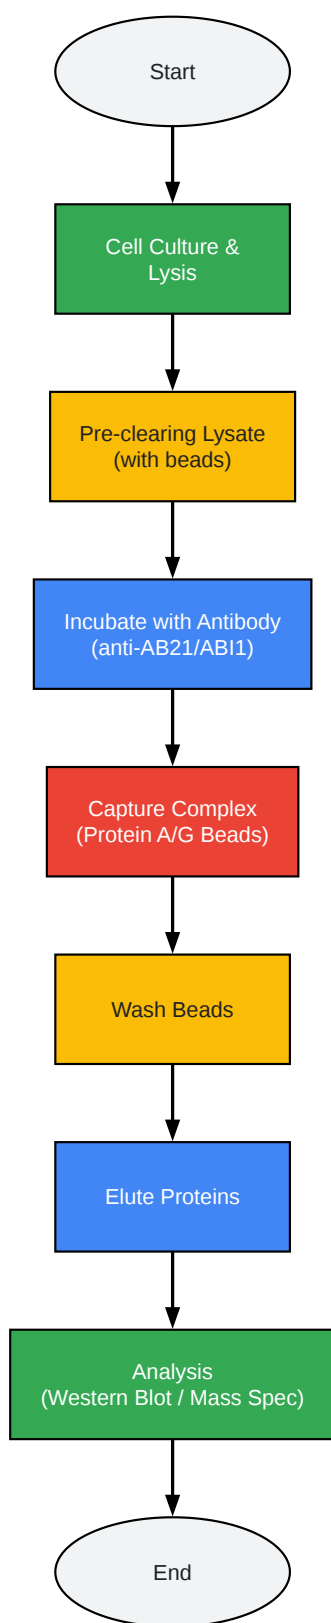 Start
Cell Culture &
Lysis
Pre-clearing Lysate
(with beads)
Incubate with Antibody
(anti-AB21/ABI1)
Capture Complex
(Protein A/G Beads)
Wash Beads
Elute Proteins
Analysis
(Western Blot / Mass Spec)
End